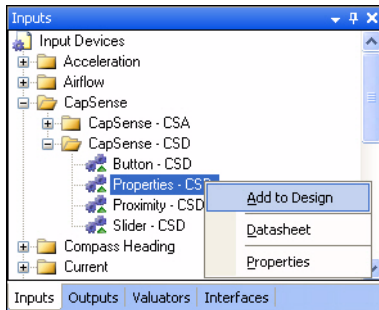 Inputs
Input Devices
Acceleration
Airflow
CapSense
CapSense - CSA
CapSense - CSD
Button - CSD
Properties - CSD
Add to Design
Proximity - CSD
Datasheet
Slider - CSD
Compass Heading
Properties
Current
Inputs Outputs Valuators Interfaces